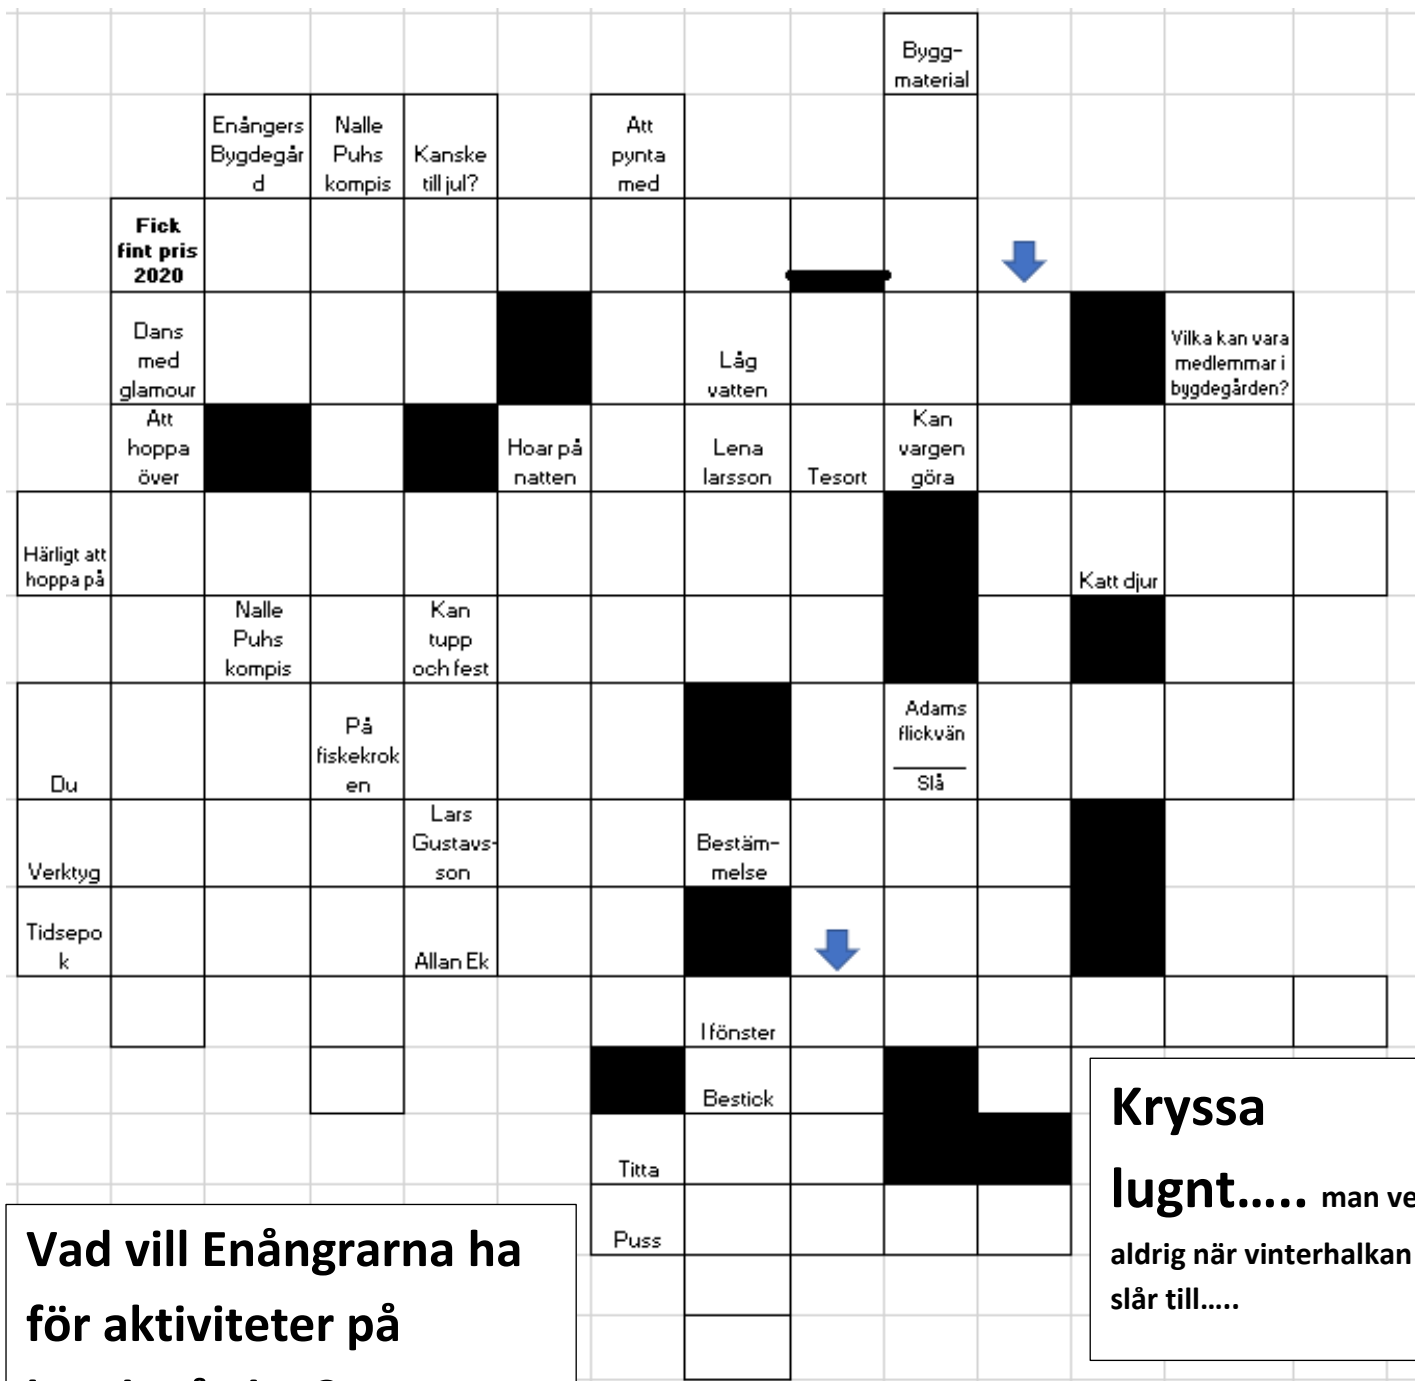 Bygg-
material
Enångers
Bygdegår
d
Nalle
Puhs
kompis
Kanske
till jul?
Att
pynta
med
Fick
fint pris
2020
Dans
med
glamour
Låg
vatten
Vilka kan vara
medlemmar i
bygdegården?
Att
hoppa
över
Hoar på
natten
Lena
larsson
Tesort
Kan
vargen
göra
Härligt att
hoppa på
Katt djur
Nalle
Puhs
kompis
Kan
tupp
och fest
Du
På
fiskekrok
en
Adams
flickvän
Slå
Verktyg
Lars
Gustavs-
son
Bestäm-
melse
Tidsepo
k
Allan Ek
I fönster
Bestick
Titta
Puss
Kryssa
lugnt..... man ve
aldrig när vinterhalkan
slår till.....
Vad vill Enångrarna ha
för aktiviteter på